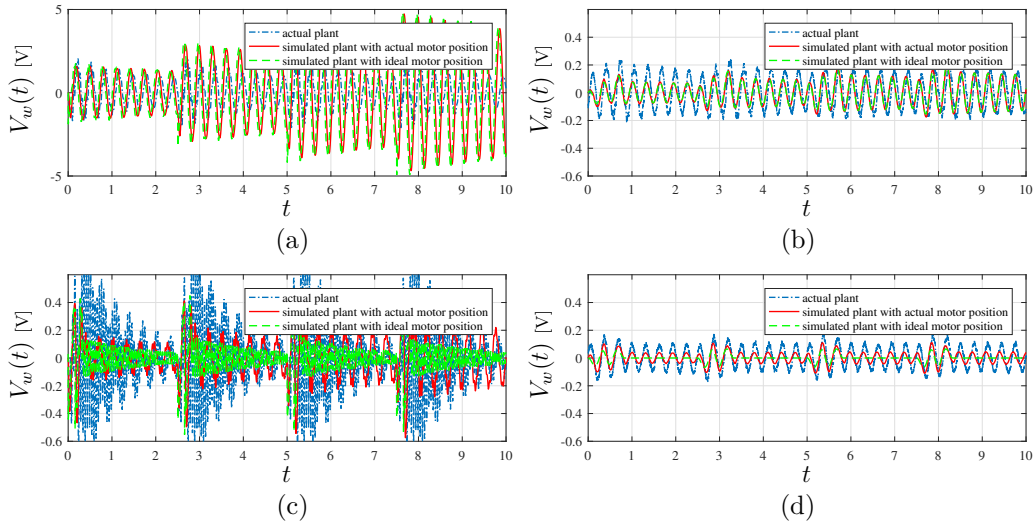 5
0
-5
V_w(t) [V]
actual plant
simulated plant with actual motor position
simulated plant with ideal motor position
0 1 2 3 4 5 6 7 8 9 10
t
(a)
0.4
0.2
0
-0.2
-0.4
-0.6
V_w(t) [V]
actual plant
simulated plant with actual motor position
simulated plant with ideal motor position
0 1 2 3 4 5 6 7 8 9 10
t
(b)
0.4
0.2
0
-0.2
-0.4
-0.6
V_w(t) [V]
actual plant
simulated plant with actual motor position
simulated plant with ideal motor position
0 1 2 3 4 5 6 7 8 9 10
t
(c)
0.4
0.2
0
-0.2
-0.4
-0.6
V_w(t) [V]
actual plant
simulated plant with actual motor position
simulated plant with ideal motor position
0 1 2 3 4 5 6 7 8 9 10
t
(d)